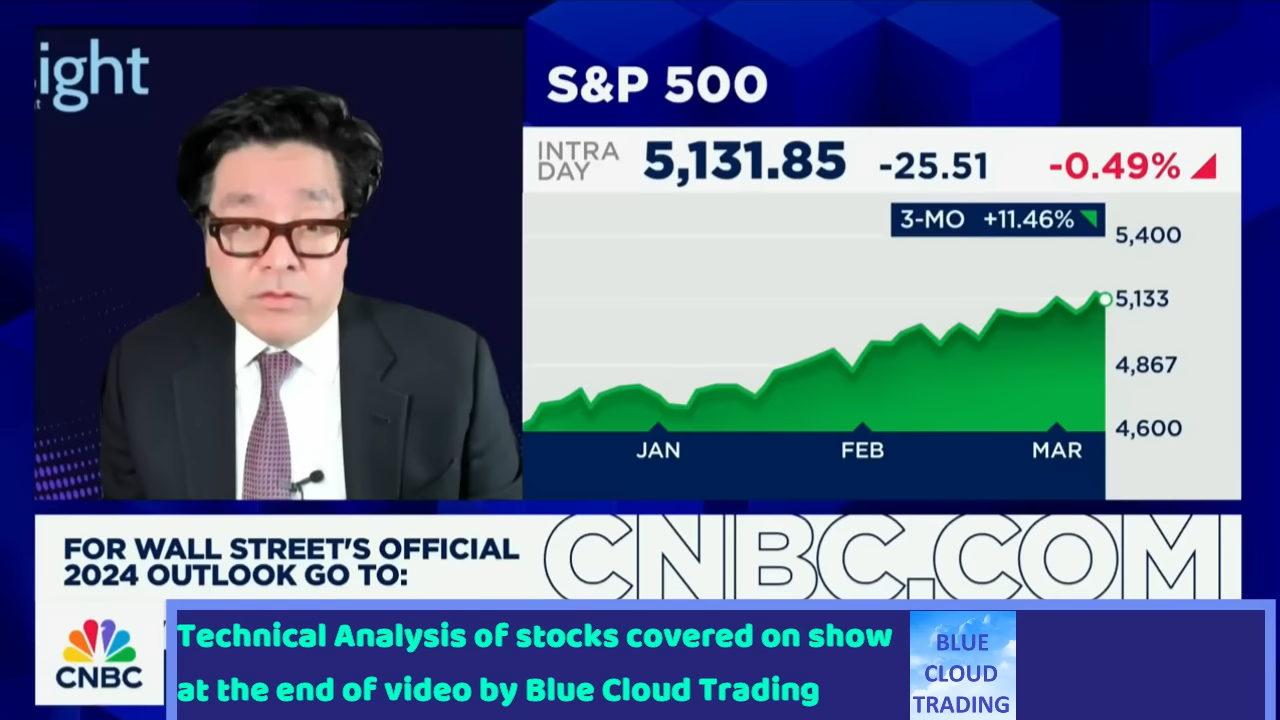 ight
S&P 500
INTRA
DAY
5,131.85
-25.51
-0.49%
3-MO +11.46%
5,400
5,133
4,867
4,600
JAN
FEB
MAR
FOR WALL STREET'S OFFICIAL
2024 OUTLOOK GO TO:
CNBC.COM
CNBC
Technical Analysis of stocks covered on show
at the end of video by Blue Cloud Trading
BLUE
CLOUD
TRADING